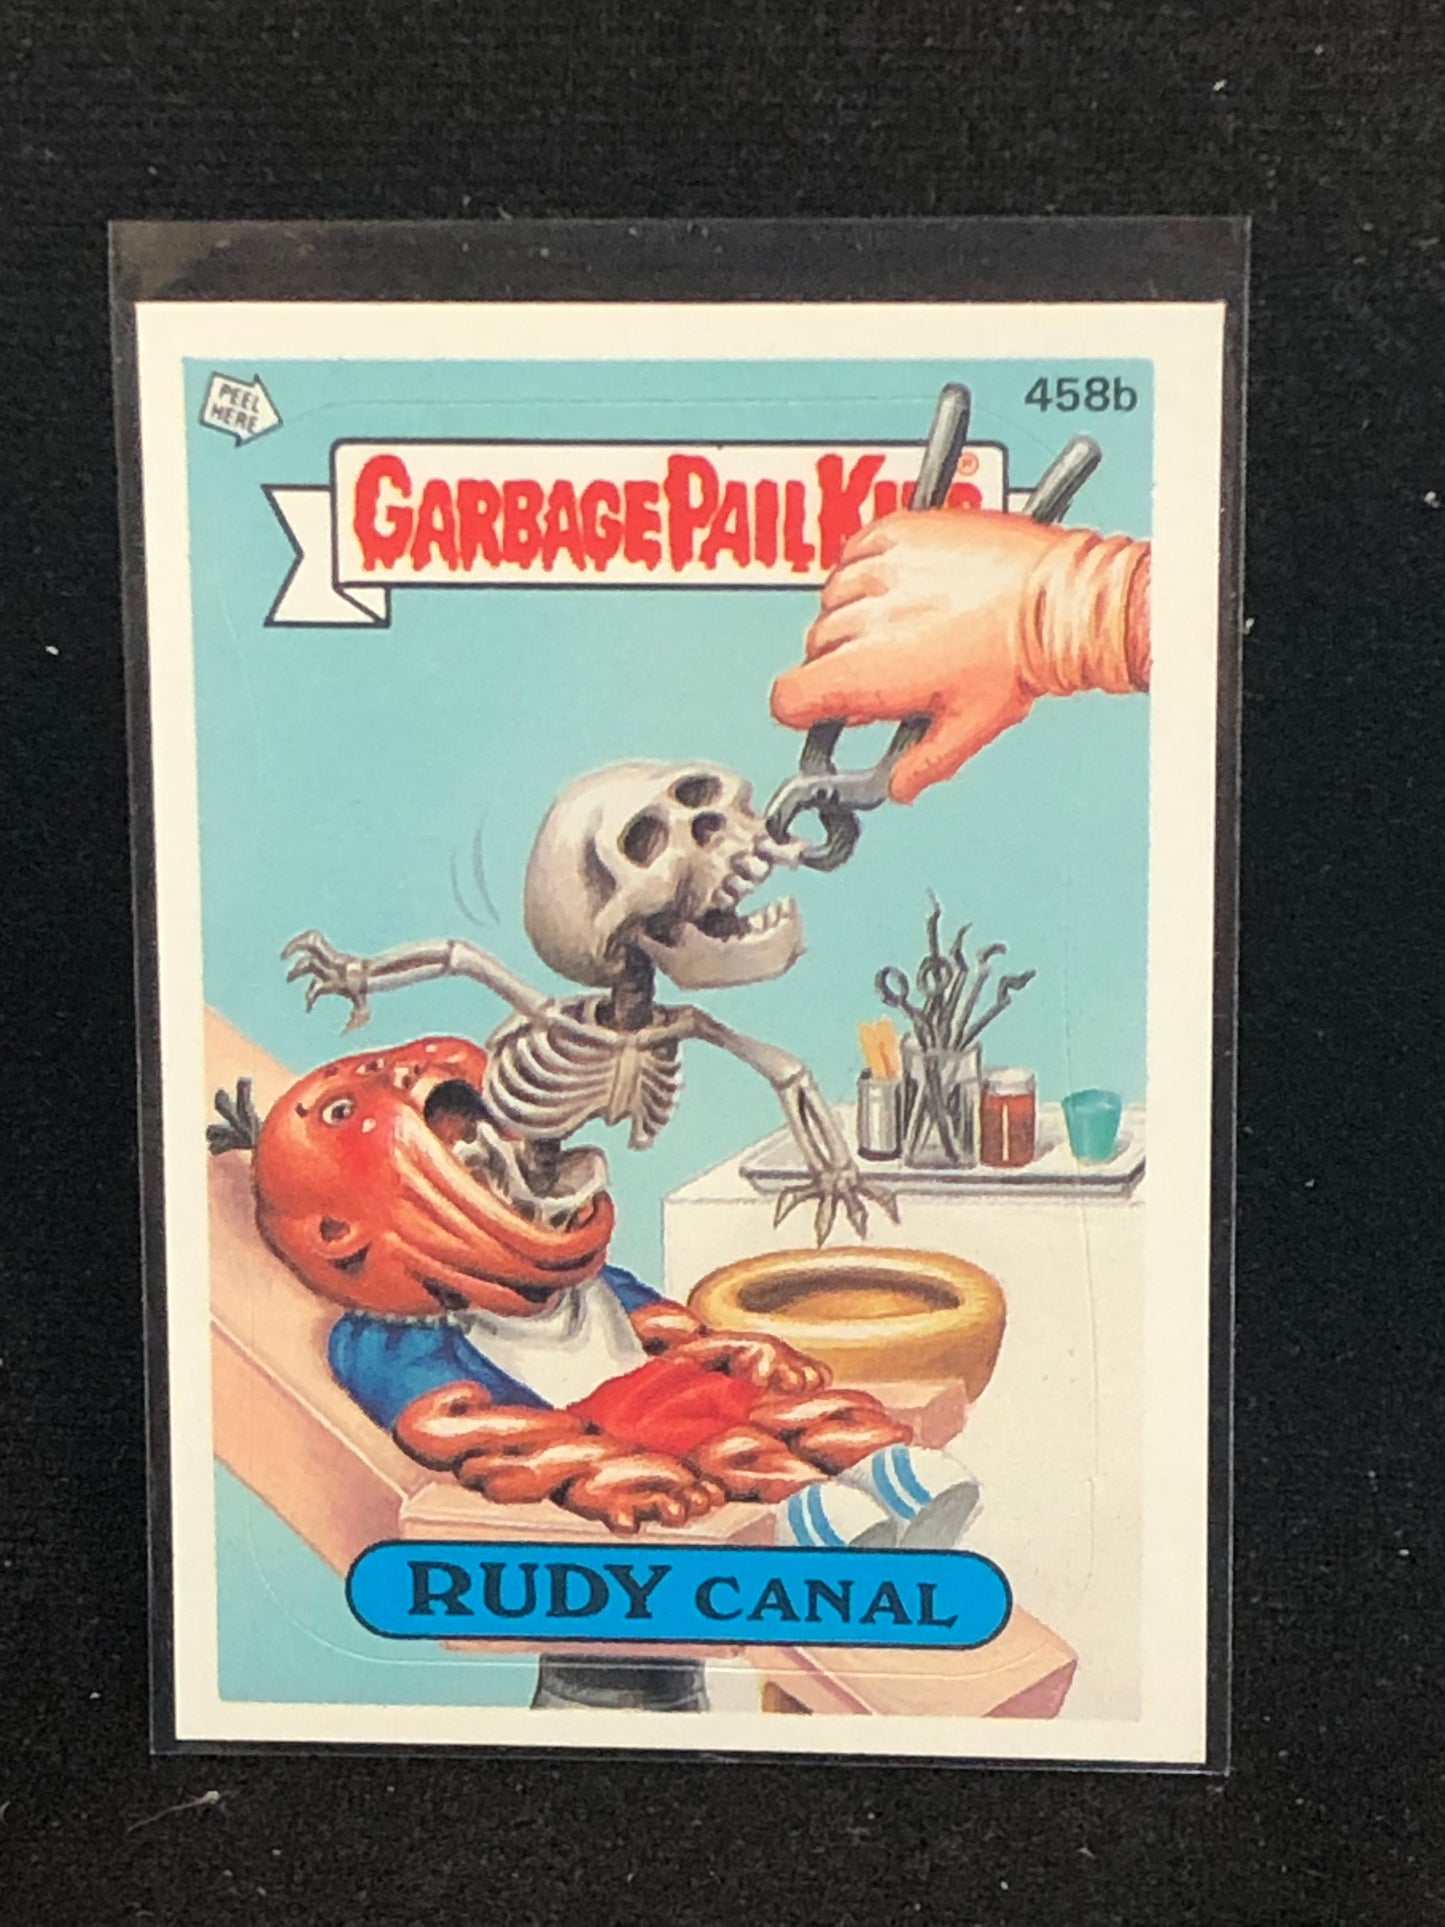 PEEL
HERE
458b
GARBAGE PAIL KIDS®
RUDY CANAL